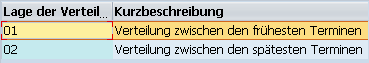 Lage der Verteil... Kurzbeschreibung
01 Verteilung zwischen den frühesten Terminen
02 Verteilung zwischen den spätesten Terminen